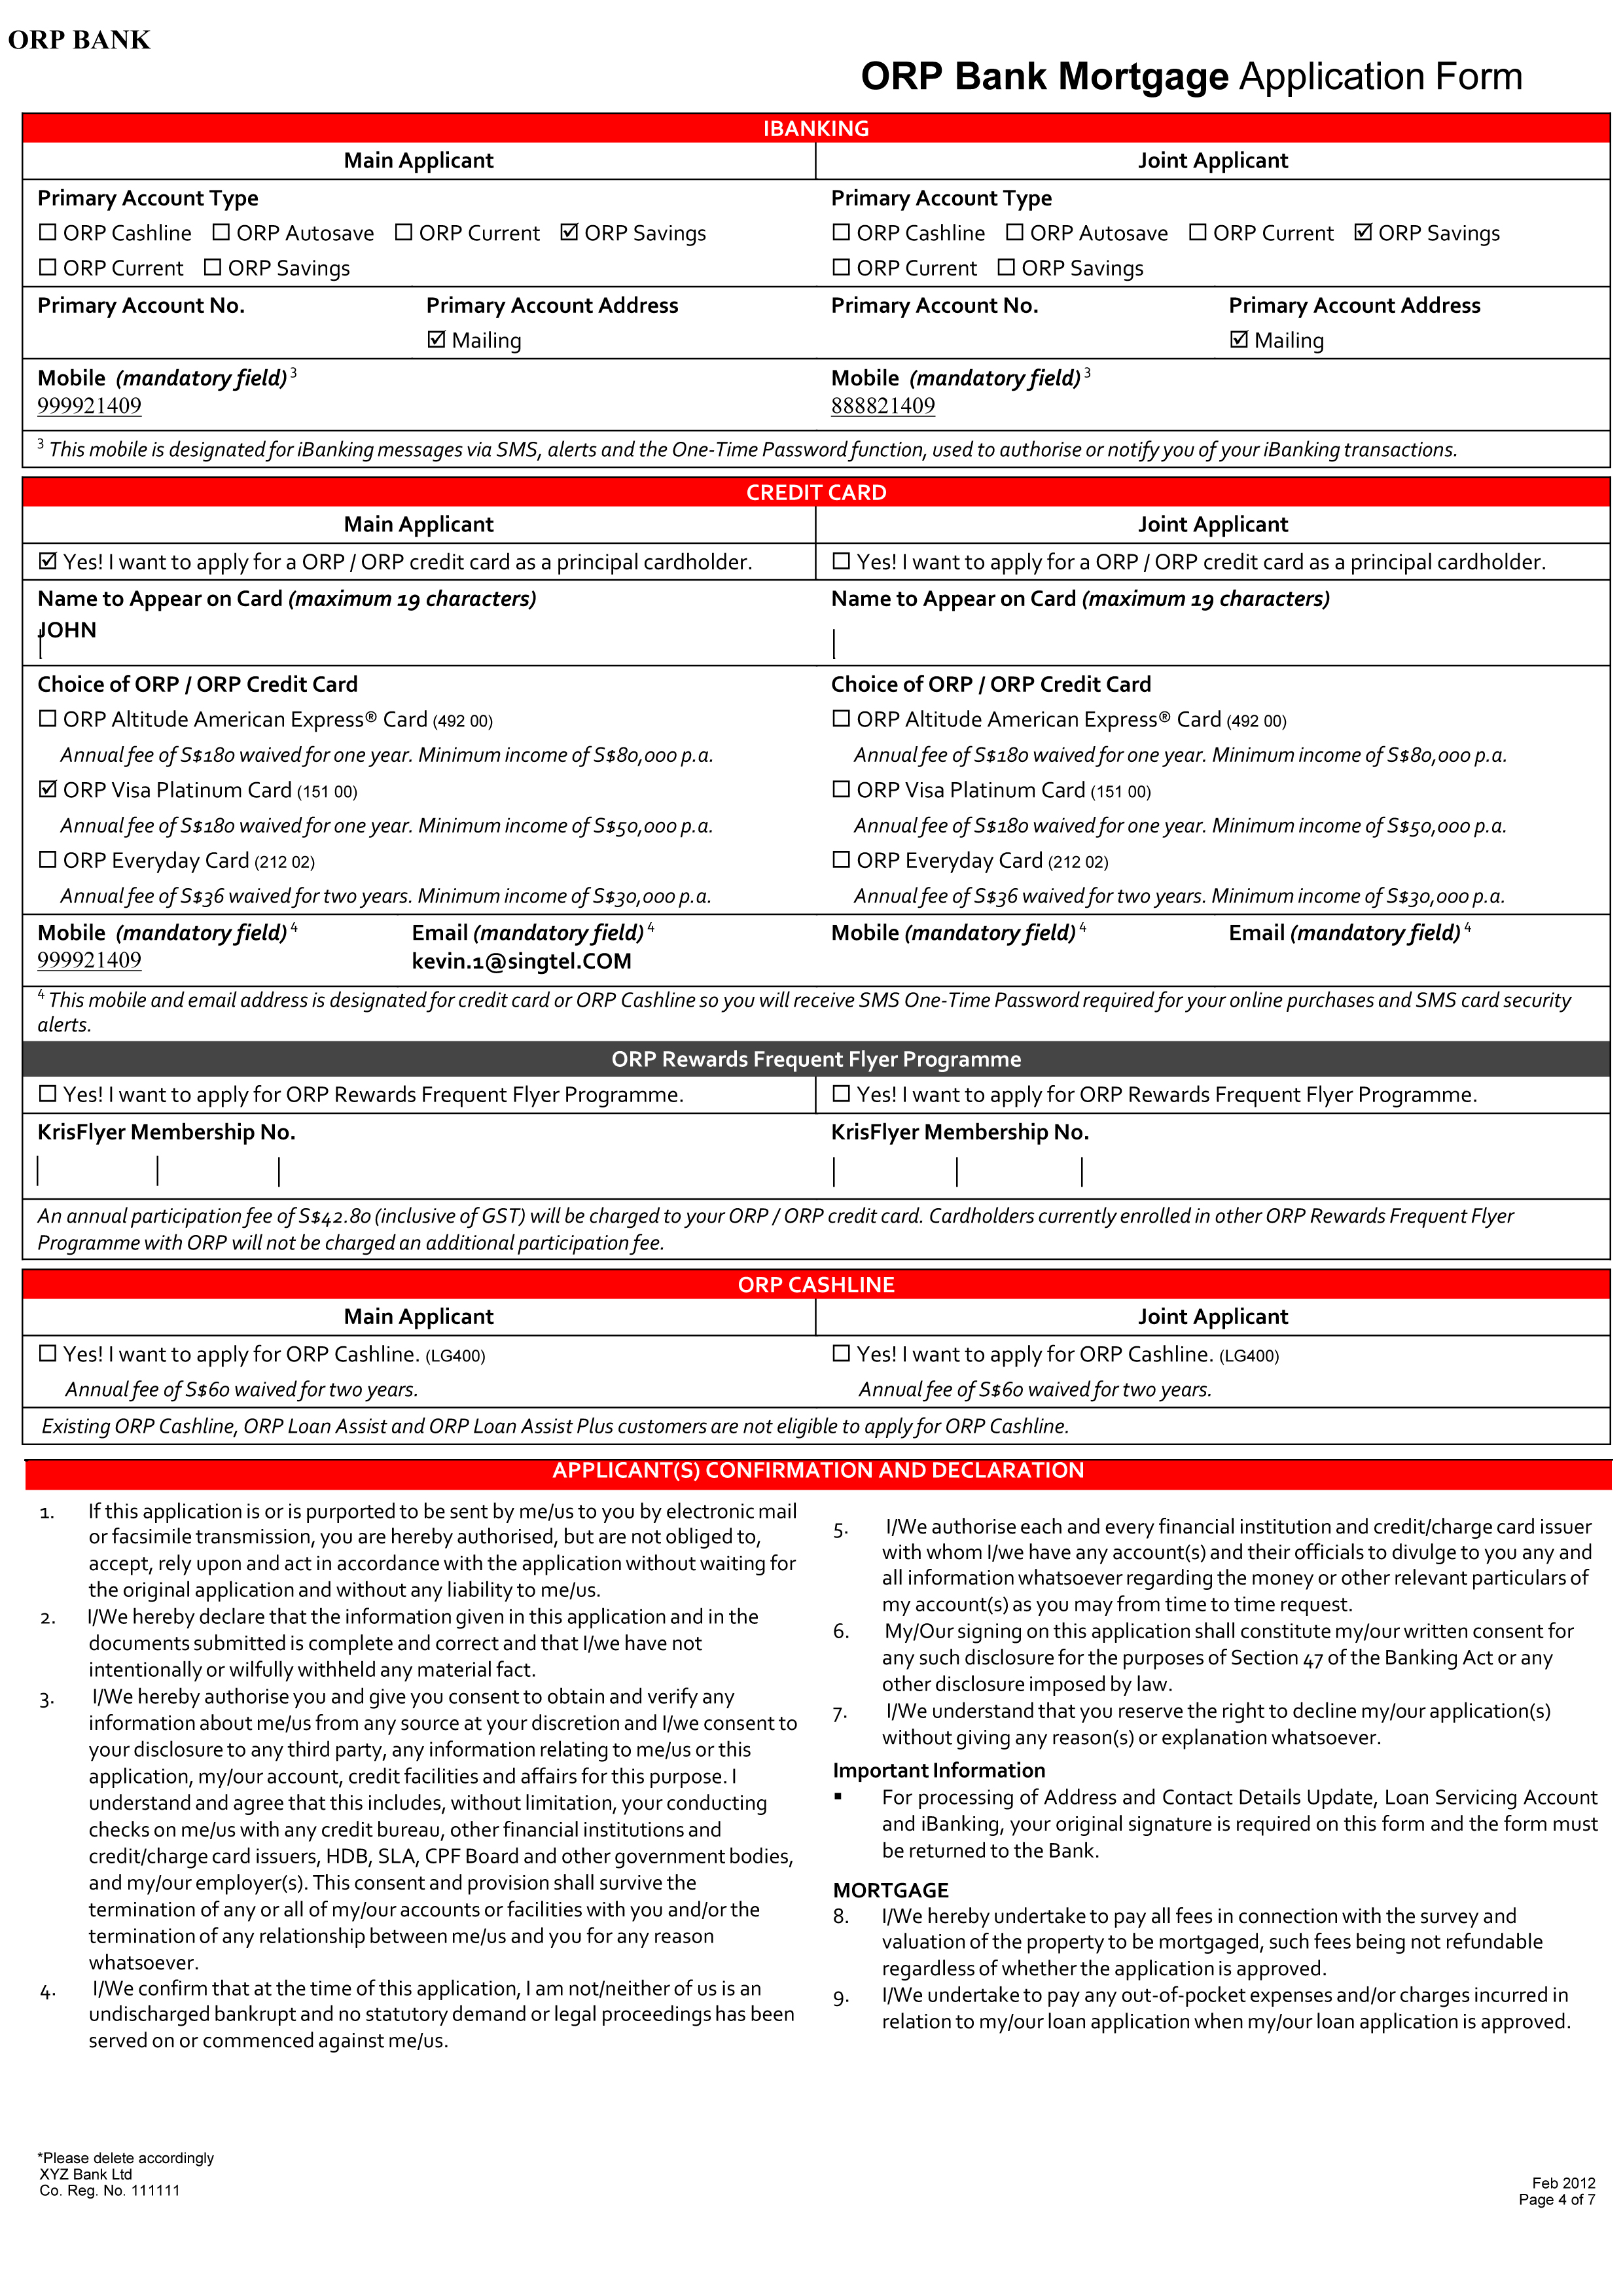 ORP BANK
ORP Bank Mortgage Application Form
IBANKING
Main Applicant Joint Applicant
Primary Account Type Primary Account Type
☐ ORP Cashline ☐ ORP Autosave ☐ ORP Current ☑ ORP Savings ☐ ORP Cashline ☐ ORP Autosave ☐ ORP Current ☑ ORP Savings
☐ ORP Current ☐ ORP Savings ☐ ORP Current ☐ ORP Savings
Primary Account No. Primary Account Address Primary Account No. Primary Account Address
☑ Mailing ☑ Mailing
Mobile (mandatory field) 3 Mobile (mandatory field) 3
999921409 888821409
3 This mobile is designated for iBanking messages via SMS, alerts and the One-Time Password function, used to authorise or notify you of your iBanking transactions.
CREDIT CARD
Main Applicant Joint Applicant
☑ Yes! I want to apply for a ORP / ORP credit card as a principal cardholder. ☐ Yes! I want to apply for a ORP / ORP credit card as a principal cardholder.
Name to Appear on Card (maximum 19 characters) Name to Appear on Card (maximum 19 characters)
JOHN
Choice of ORP / ORP Credit Card Choice of ORP / ORP Credit Card
☐ ORP Altitude American Express® Card (492 00) ☐ ORP Altitude American Express® Card (492 00)
Annual fee of S$180 waived for one year. Minimum income of S$80,000 p.a. Annual fee of S$180 waived for one year. Minimum income of S$80,000 p.a.
☑ ORP Visa Platinum Card (151 00) ☐ ORP Visa Platinum Card (151 00)
Annual fee of S$180 waived for one year. Minimum income of S$50,000 p.a. Annual fee of S$180 waived for one year. Minimum income of S$50,000 p.a.
☐ ORP Everyday Card (212 02) ☐ ORP Everyday Card (212 02)
Annual fee of S$36 waived for two years. Minimum income of S$30,000 p.a. Annual fee of S$36 waived for two years. Minimum income of S$30,000 p.a.
Mobile (mandatory field) 4 Email (mandatory field) 4 Mobile (mandatory field) 4 Email (mandatory field) 4
999921409 kevin.1@singtel.COM
4 This mobile and email address is designated for credit card or ORP Cashline so you will receive SMS One-Time Password required for your online purchases and SMS card security
alerts.
ORP Rewards Frequent Flyer Programme
☐ Yes! I want to apply for ORP Rewards Frequent Flyer Programme. ☐ Yes! I want to apply for ORP Rewards Frequent Flyer Programme.
KrisFlyer Membership No. KrisFlyer Membership No.
An annual participation fee of S$42.80 (inclusive of GST) will be charged to your ORP / ORP credit card. Cardholders currently enrolled in other ORP Rewards Frequent Flyer
Programme with ORP will not be charged an additional participation fee.
ORP CASHLINE
Main Applicant Joint Applicant
☐ Yes! I want to apply for ORP Cashline. (LG400) ☐ Yes! I want to apply for ORP Cashline. (LG400)
Annual fee of S$60 waived for two years. Annual fee of S$60 waived for two years.
Existing ORP Cashline, ORP Loan Assist and ORP Loan Assist Plus customers are not eligible to apply for ORP Cashline.
APPLICANT(S) CONFIRMATION AND DECLARATION
1. If this application is or is purported to be sent by me/us to you by electronic mail
or facsimile transmission, you are hereby authorised, but are not obliged to,
accept, rely upon and act in accordance with the application without waiting for
the original application and without any liability to me/us.
2. I/We hereby declare that the information given in this application and in the
documents submitted is complete and correct and that I/we have not
intentionally or wilfully withheld any material fact.
3. I/We hereby authorise you and give you consent to obtain and verify any
information about me/us from any source at your discretion and I/we consent to
your disclosure to any third party, any information relating to me/us or this
application, my/our account, credit facilities and affairs for this purpose. I
understand and agree that this includes, without limitation, your conducting
checks on me/us with any credit bureau, other financial institutions and
credit/charge card issuers, HDB, SLA, CPF Board and other government bodies,
and my/our employer(s). This consent and provision shall survive the
termination of any or all of my/our accounts or facilities with you and/or the
termination of any relationship between me/us and you for any reason
whatsoever.
4. I/We confirm that at the time of this application, I am not/neither of us is an
undischarged bankrupt and no statutory demand or legal proceedings has been
served on or commenced against me/us.
5. I/We authorise each and every financial institution and credit/charge card issuer
with whom I/we have any account(s) and their officials to divulge to you any and
all information whatsoever regarding the money or other relevant particulars of
my account(s) as you may from time to time request.
6. My/Our signing on this application shall constitute my/our written consent for
any such disclosure for the purposes of Section 47 of the Banking Act or any
other disclosure imposed by law.
7. I/We understand that you reserve the right to decline my/our application(s)
without giving any reason(s) or explanation whatsoever.
Important Information
▪ For processing of Address and Contact Details Update, Loan Servicing Account
and iBanking, your original signature is required on this form and the form must
be returned to the Bank.
MORTGAGE
8. I/We hereby undertake to pay all fees in connection with the survey and
valuation of the property to be mortgaged, such fees being not refundable
regardless of whether the application is approved.
9. I/We undertake to pay any out-of-pocket expenses and/or charges incurred in
relation to my/our loan application when my/our loan application is approved.
*Please delete accordingly
XYZ Bank Ltd
Co. Reg. No. 111111
Feb 2012
Page 4 of 7